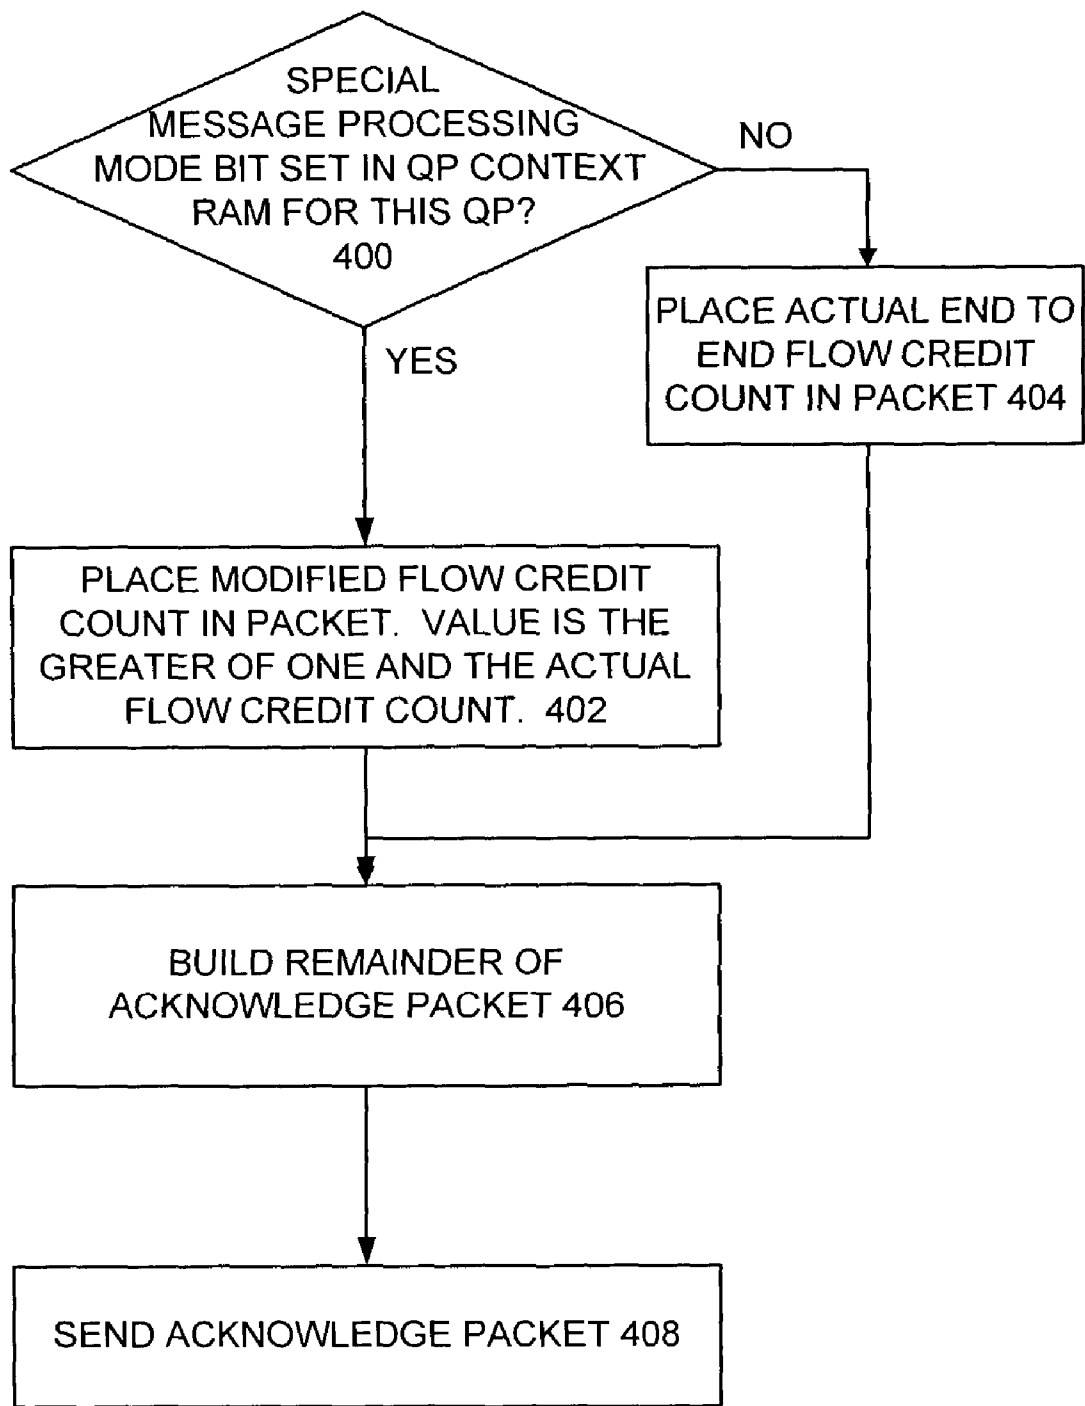 SPECIAL
MESSAGE PROCESSING
MODE BIT SET IN QP CONTEXT
RAM FOR THIS QP?
400
NO
PLACE ACTUAL END TO
END FLOW CREDIT
COUNT IN PACKET 404
YES
PLACE MODIFIED FLOW CREDIT
COUNT IN PACKET. VALUE IS THE
GREATER OF ONE AND THE ACTUAL
FLOW CREDIT COUNT. 402
BUILD REMAINDER OF
ACKNOWLEDGE PACKET 406
SEND ACKNOWLEDGE PACKET 408